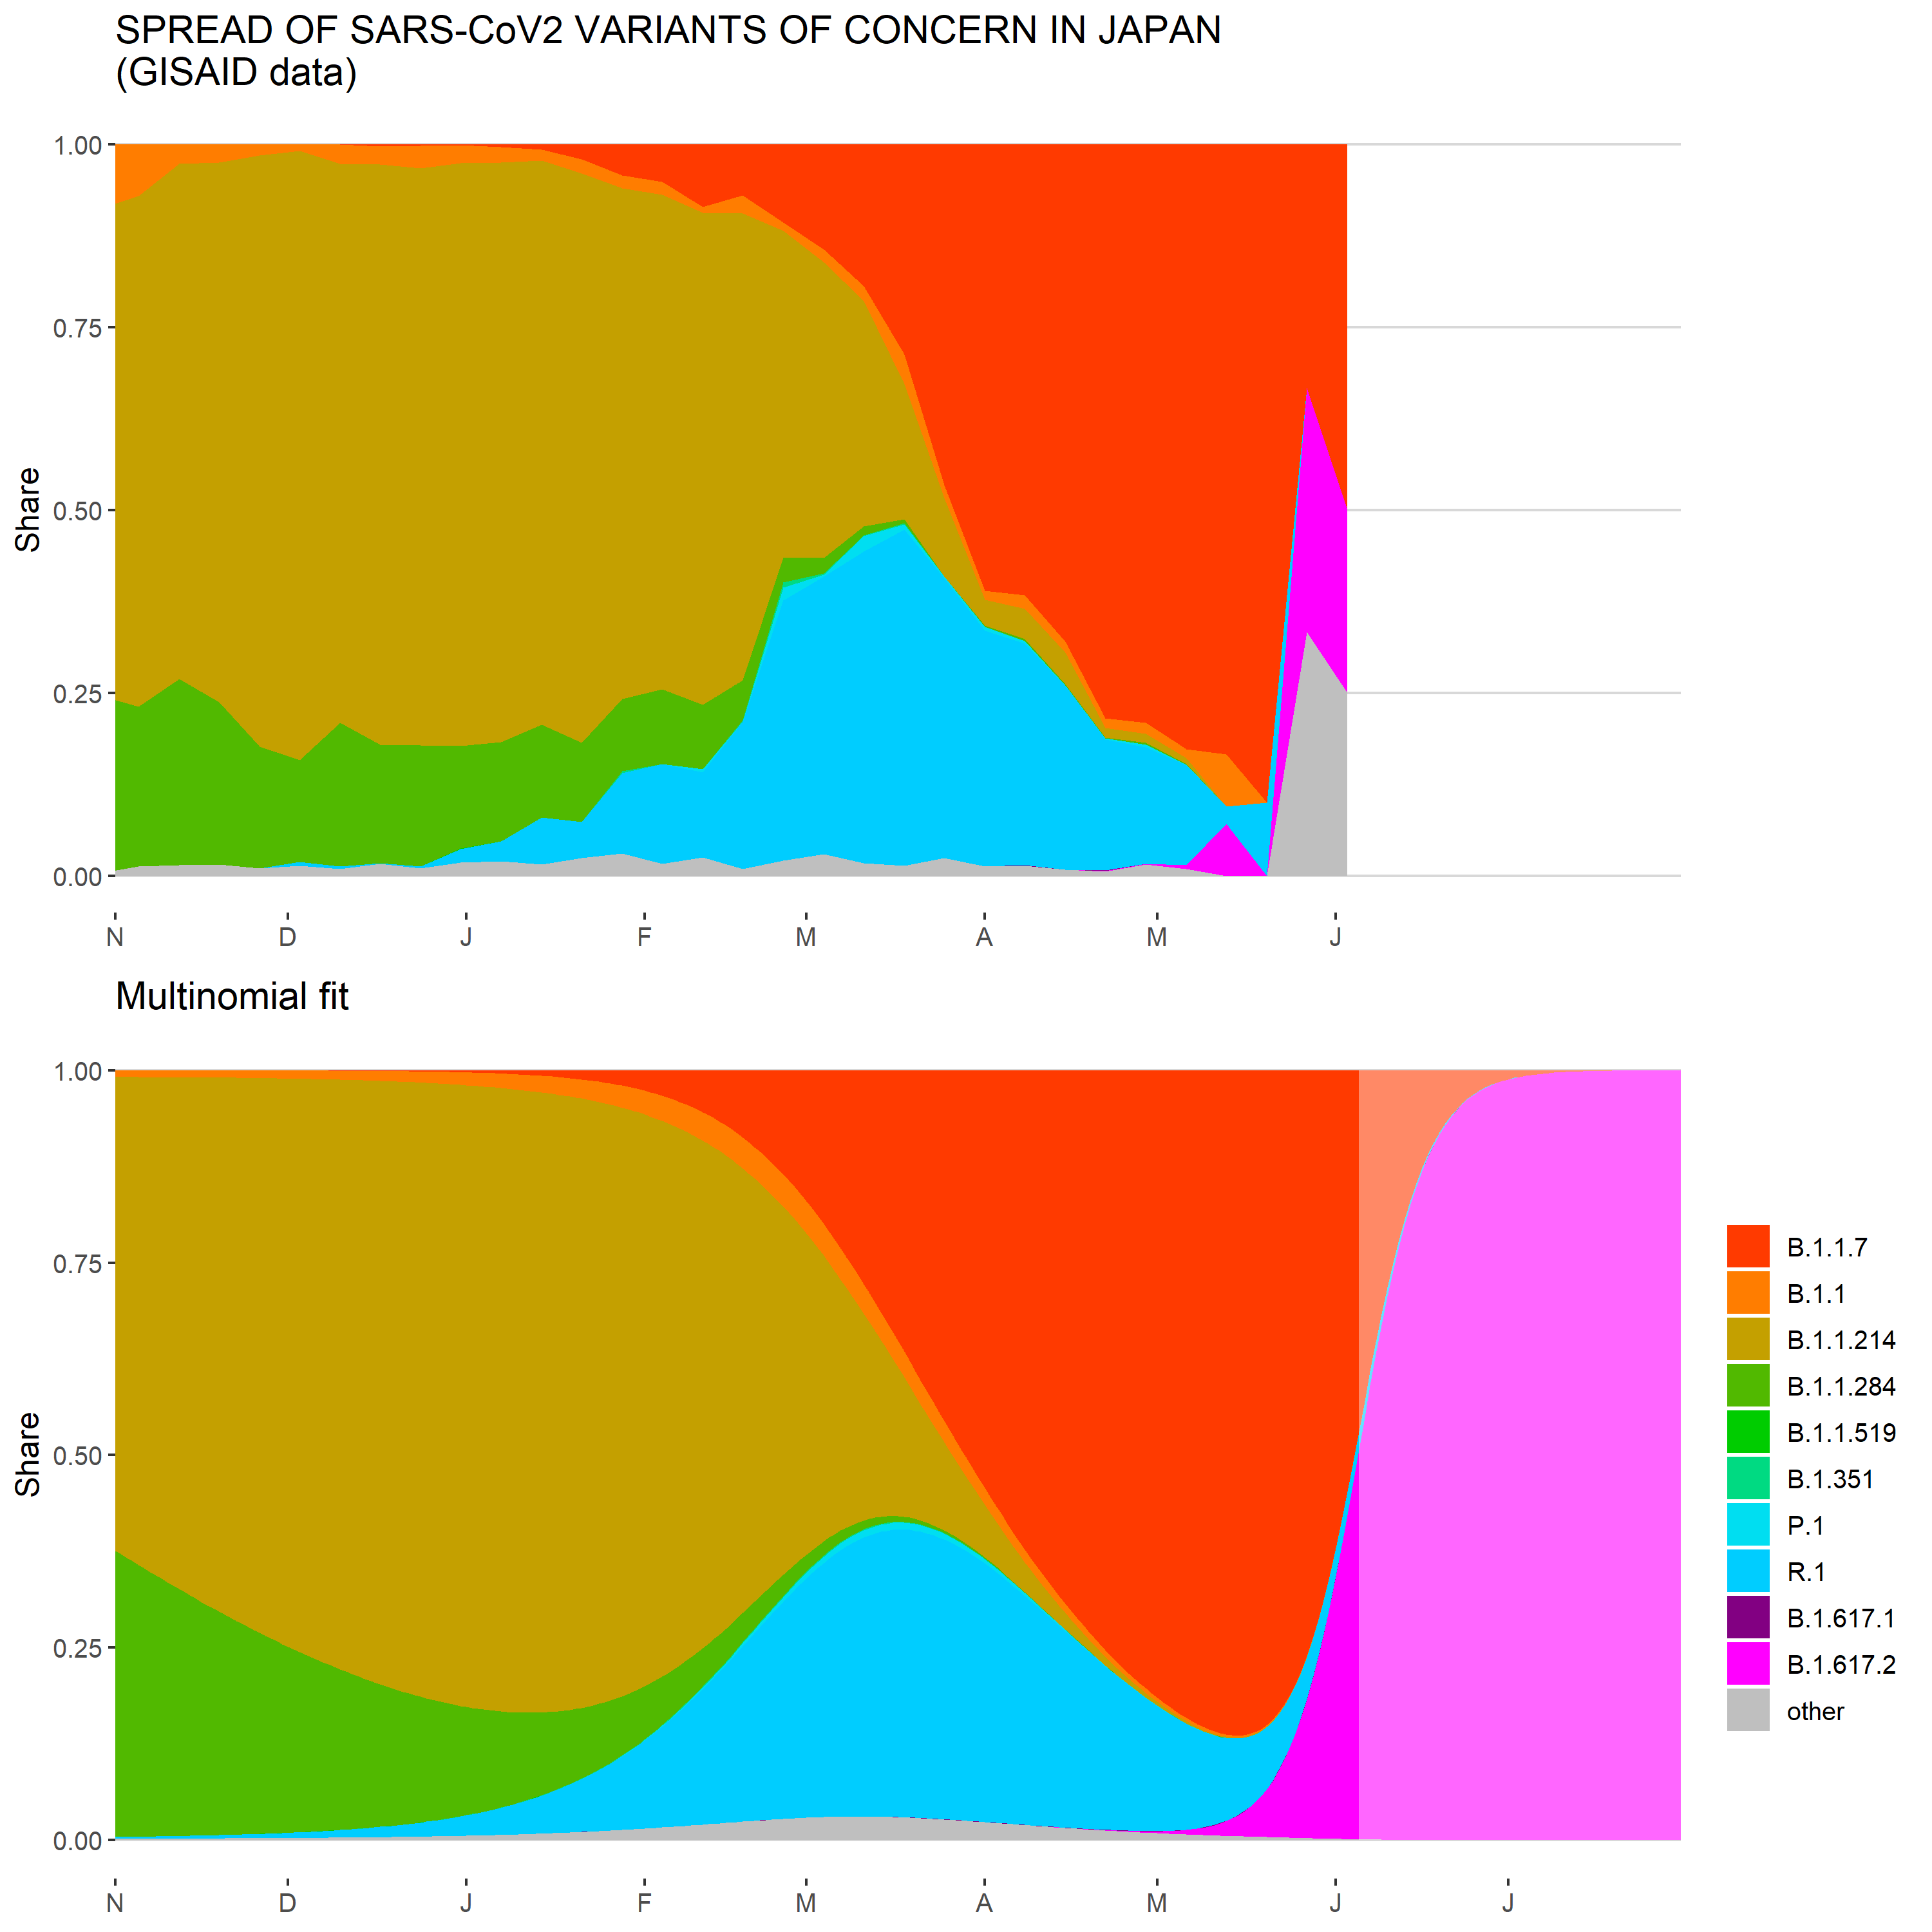 SPREAD OF SARS-CoV2 VARIANTS OF CONCERN IN JAPAN
(GISAID data)
1.00
0.75
0.50
0.25
0.00
Share
N D J F M A M J
Multinomial fit
1.00
0.75
0.50
0.25
0.00
Share
N D J F M A M J J
B.1.1.7
B.1.1
B.1.1.214
B.1.1.284
B.1.1.519
B.1.351
P.1
R.1
B.1.617.1
B.1.617.2
other